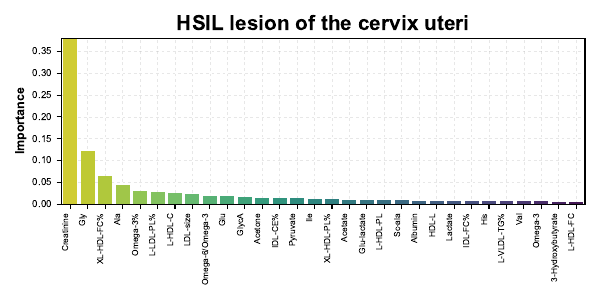 HSIL lesion of the cervix uteri
Importance
0.35
0.30
0.25
0.20
0.15
0.10
0.05
0.00
Creatinine
Gly
XL-HDL-FC%
Ala
Omega-3%
L-LDL-PL%
L-HDL-C
LDL-size
Omega-6/Omega-3
Glu
GlycA
Acetone
IDL-CE%
Pyruvate
Ile
XL-HDL-PL%
Acetate
Glu-lactate
L-HDL-PL
Albumin
HDL-L
Lactate
IDL-FC%
His
L-VLDL-TG%
Val
Omega-3
3-Hydroxybutyrate
L-HDL-FC